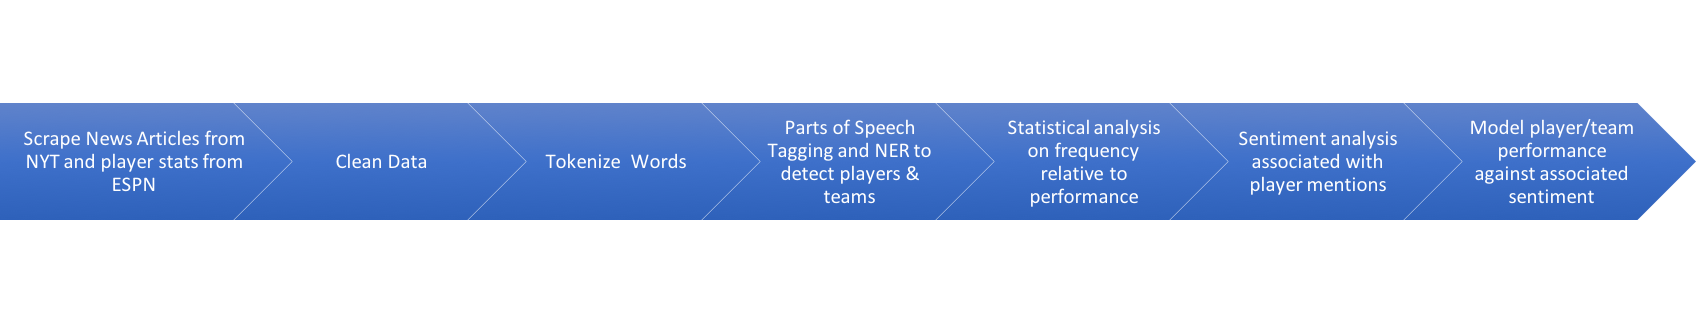 Scrape News Articles from
NYT and player stats from
ESPN
Clean Data
Tokenize  Words
Parts of Speech
Tagging and NER to
detect players &
teams
Statistical analysis
on frequency
relative to
performance
Sentiment analysis
associated with
player mentions
Model player/team
performance
against associated
sentiment